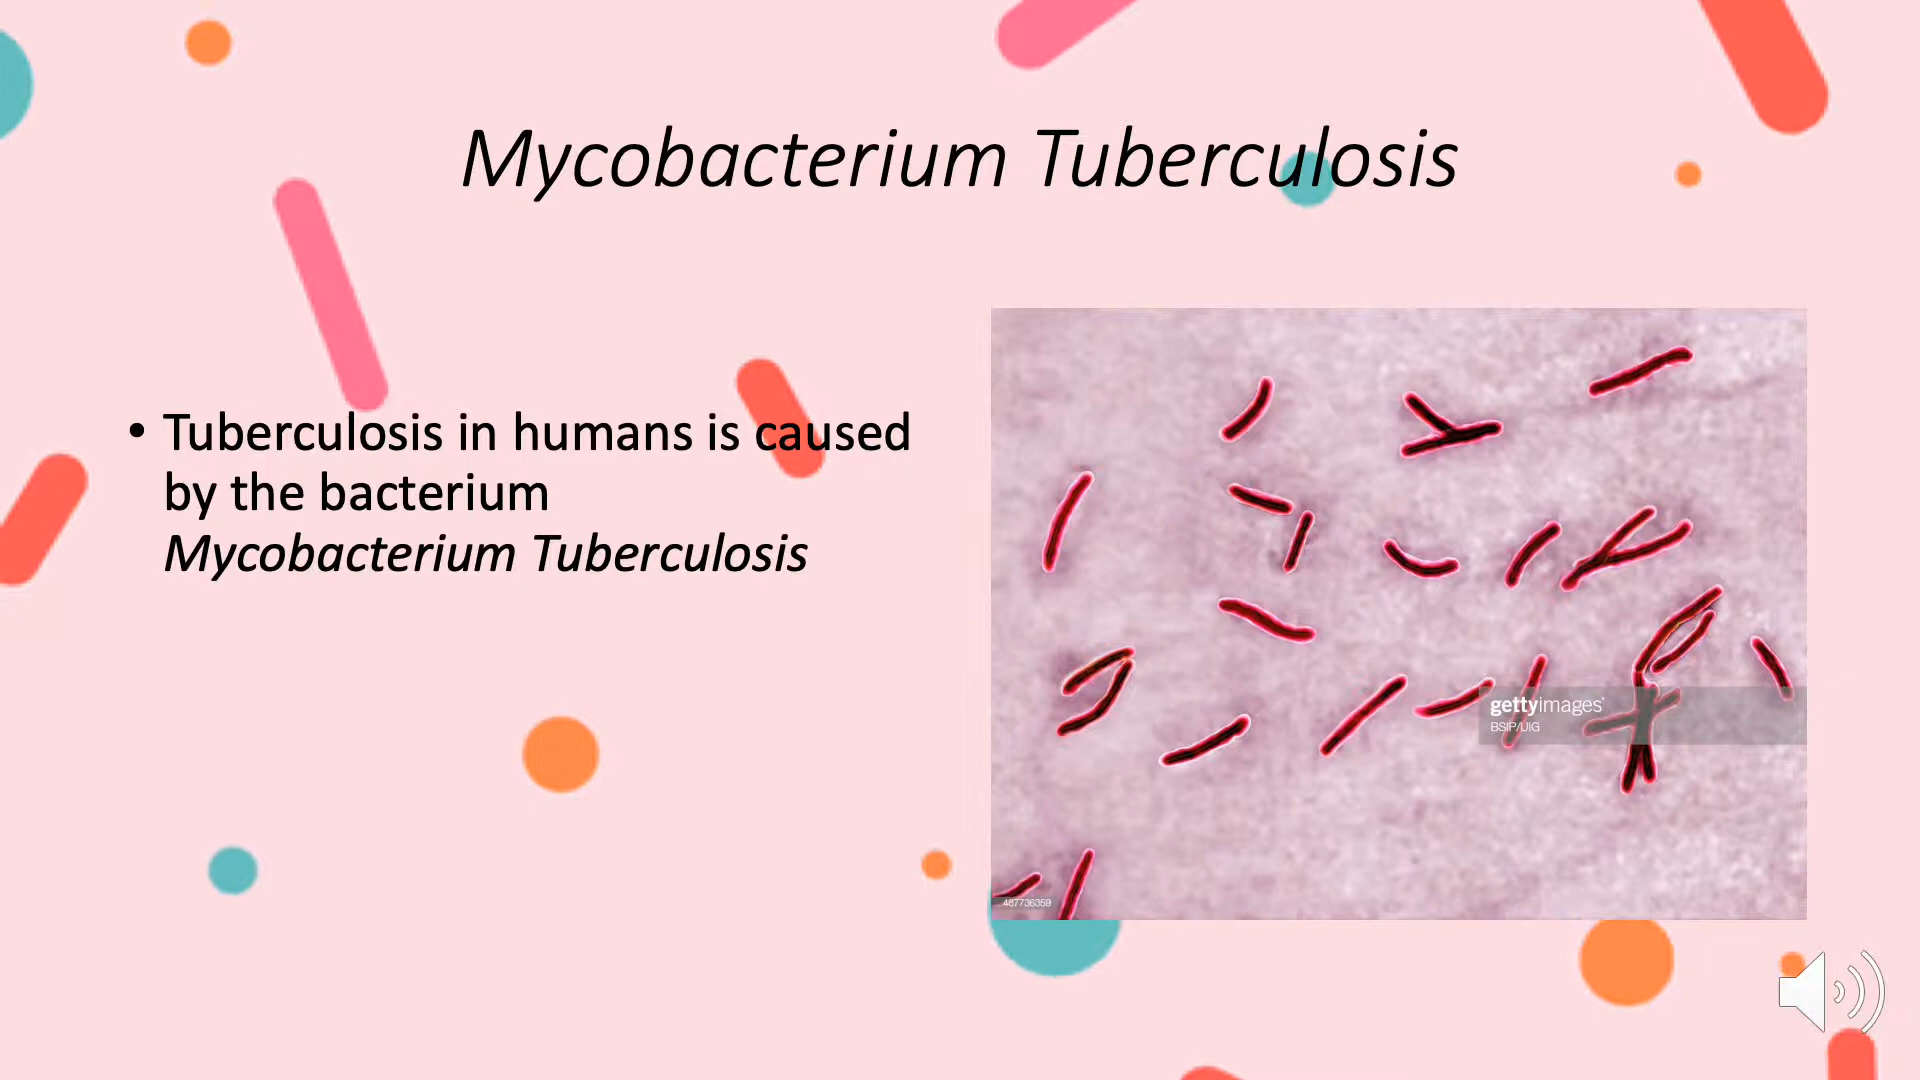 Mycobacterium Tuberculosis
• Tuberculosis in humans is caused
by the bacterium
Mycobacterium Tuberculosis
gettyimages®
BSIP/UIG
487736359